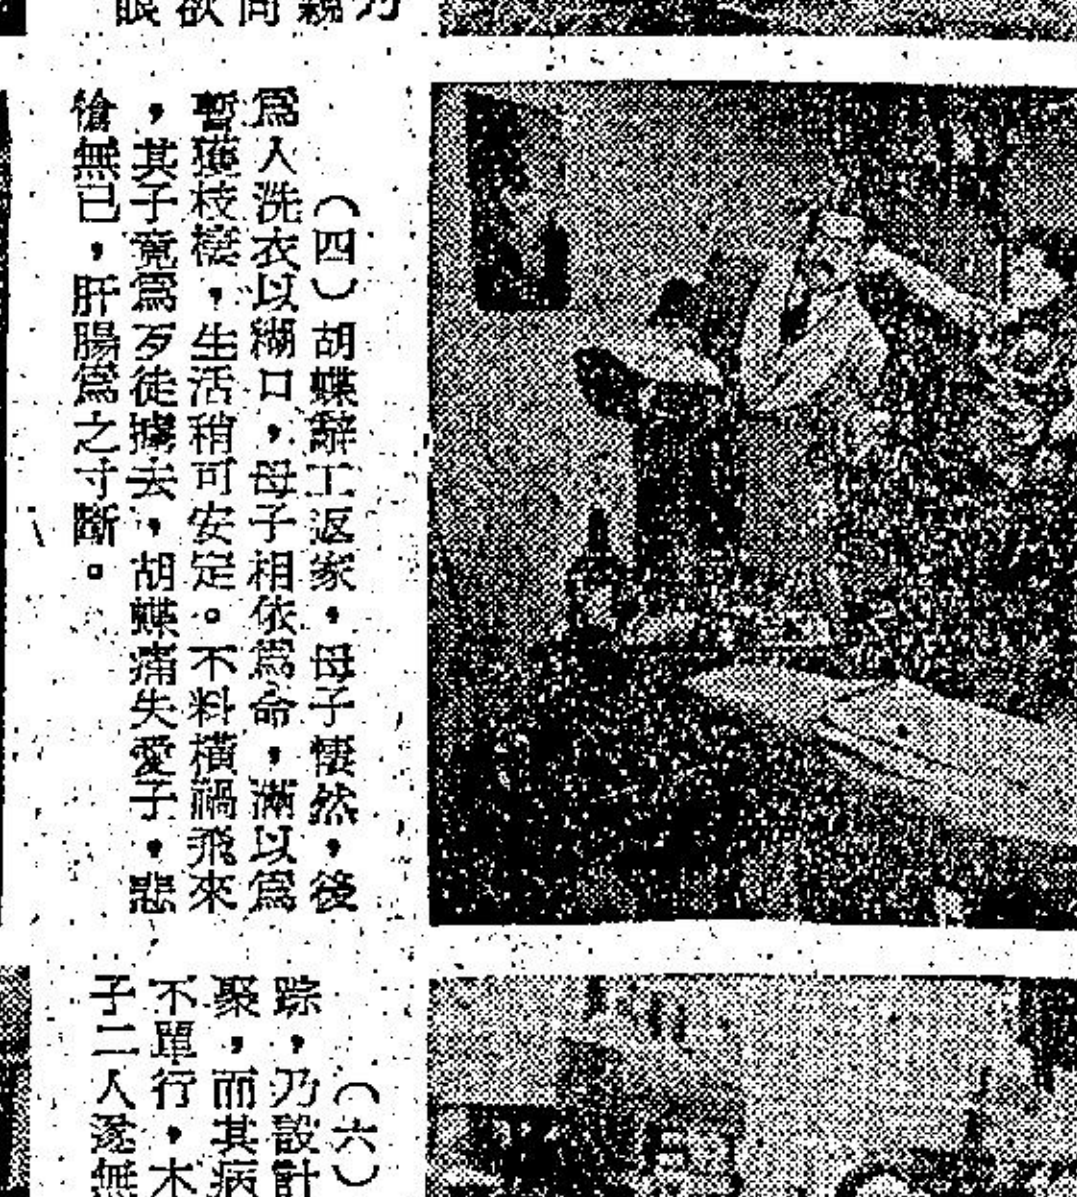 (四)胡蝶辭工返家,母子悽然,後
爲人洗衣以糊口,母子相依爲命,滿以爲
暫獲枝棲,生活稍可安定。不料橫禍飛來
,其子竟爲歹徒擄去,胡蝶痛失愛子,悲
愴無已,肝腸爲之寸斷。
(六)
踪,乃設計
聚,而其病
不單行,木
子二人遂無